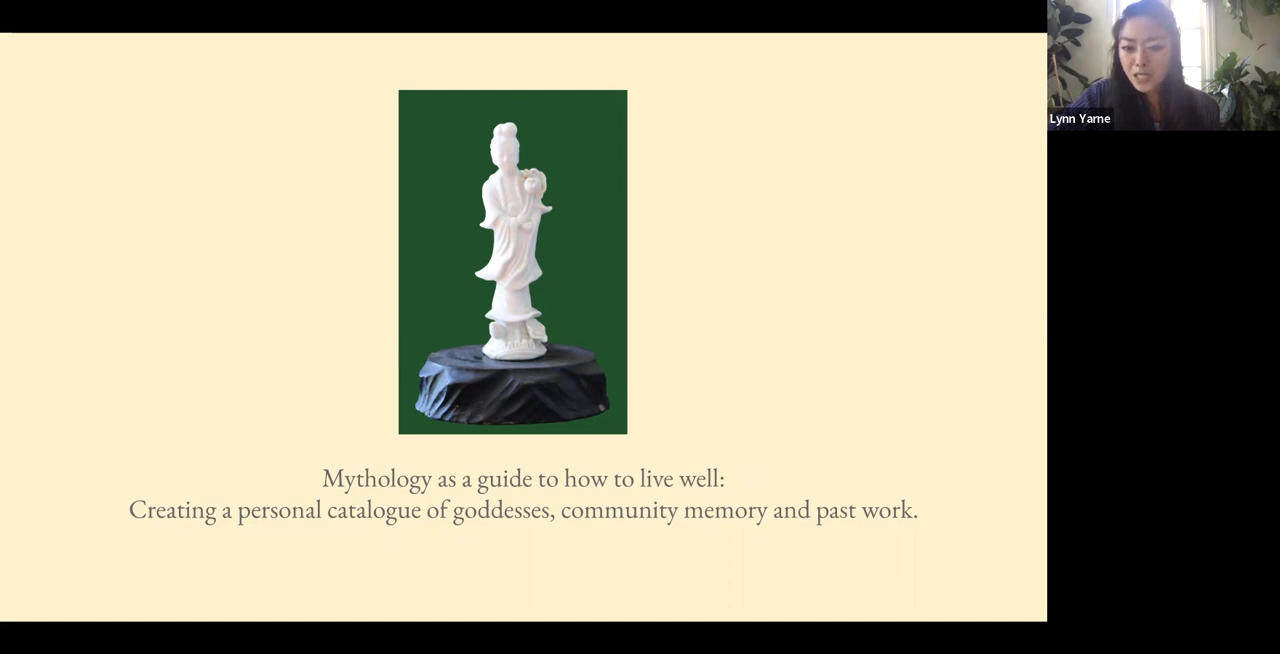 Lynn Yarne
Mythology as a guide to how to live well:
Creating a personal catalogue of goddesses, community memory and past work.